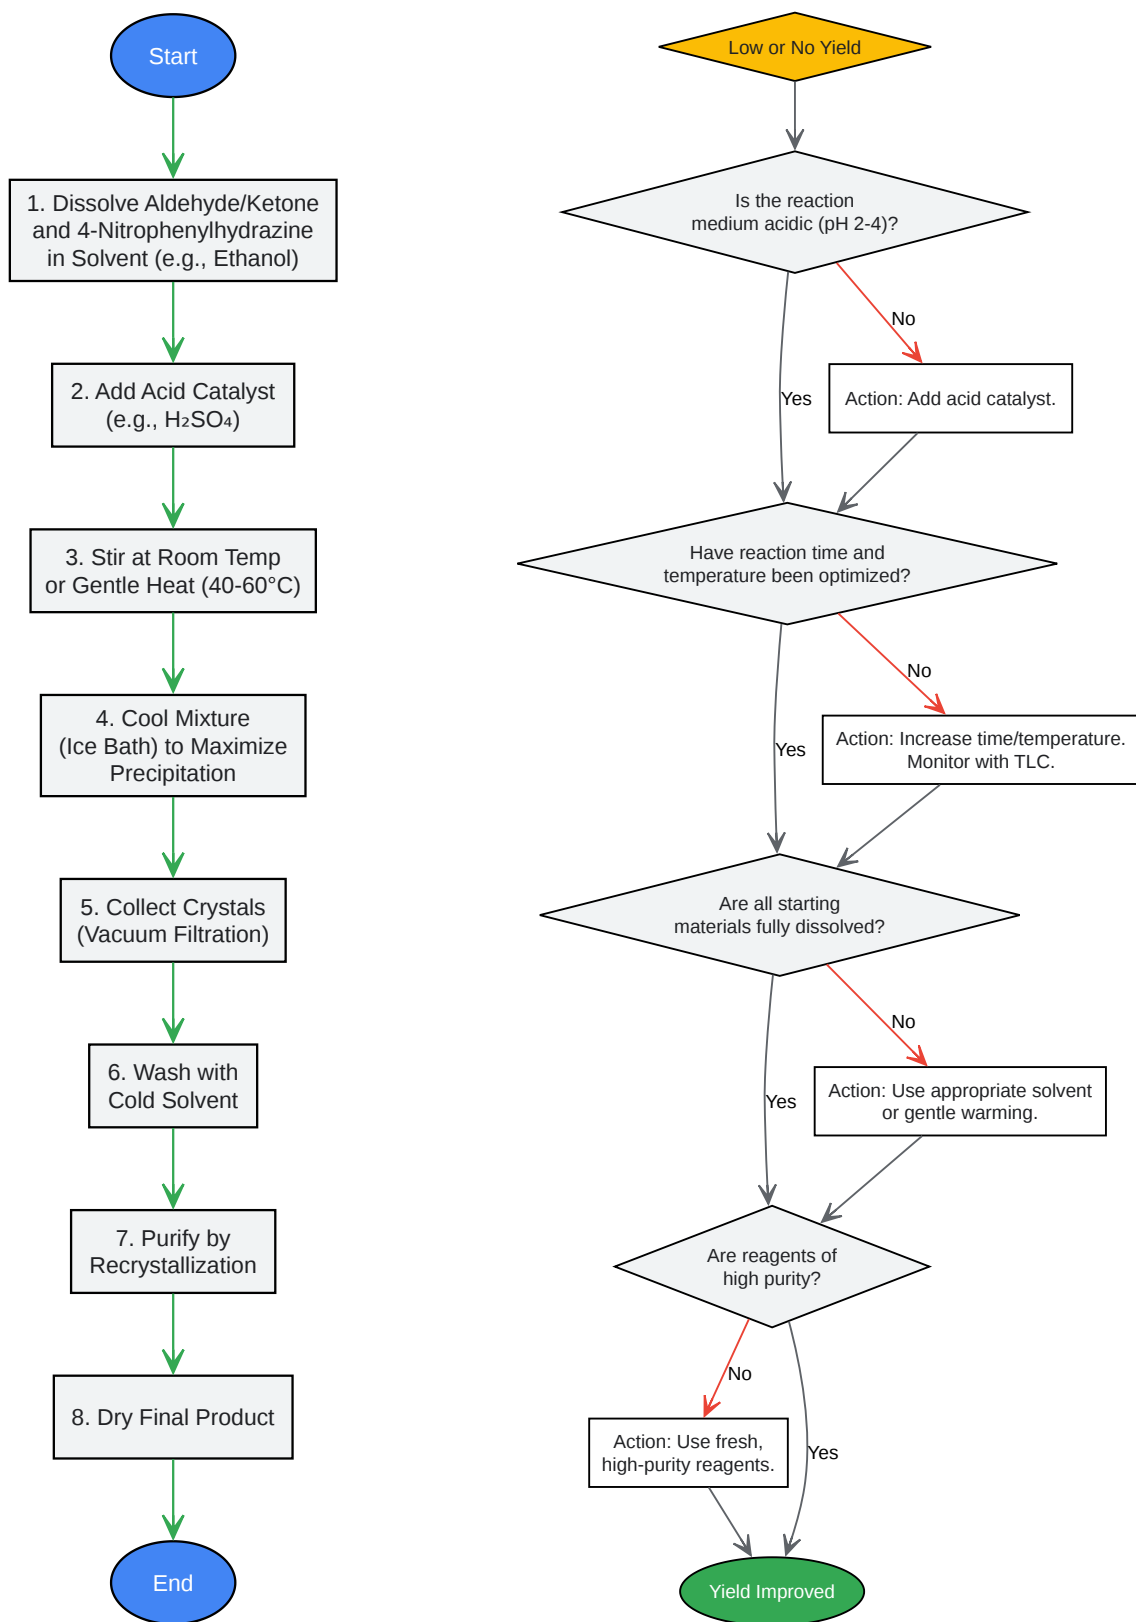 Start
1. Dissolve Aldehyde/Ketone
and 4-Nitrophenylhydrazine
in Solvent (e.g., Ethanol)
2. Add Acid Catalyst
(e.g., H₂SO₄)
3. Stir at Room Temp
or Gentle Heat (40-60°C)
4. Cool Mixture
(Ice Bath) to Maximize
Precipitation
5. Collect Crystals
(Vacuum Filtration)
6. Wash with
Cold Solvent
7. Purify by
Recrystallization
8. Dry Final Product
End
Low or No Yield
Is the reaction
medium acidic (pH 2-4)?
No
Yes
Action: Add acid catalyst.
Have reaction time and
temperature been optimized?
No
Yes
Action: Increase time/temperature.
Monitor with TLC.
Are all starting
materials fully dissolved?
No
Yes
Action: Use appropriate solvent
or gentle warming.
Are reagents of
high purity?
No
Action: Use fresh,
high-purity reagents.
Yes
Yield Improved